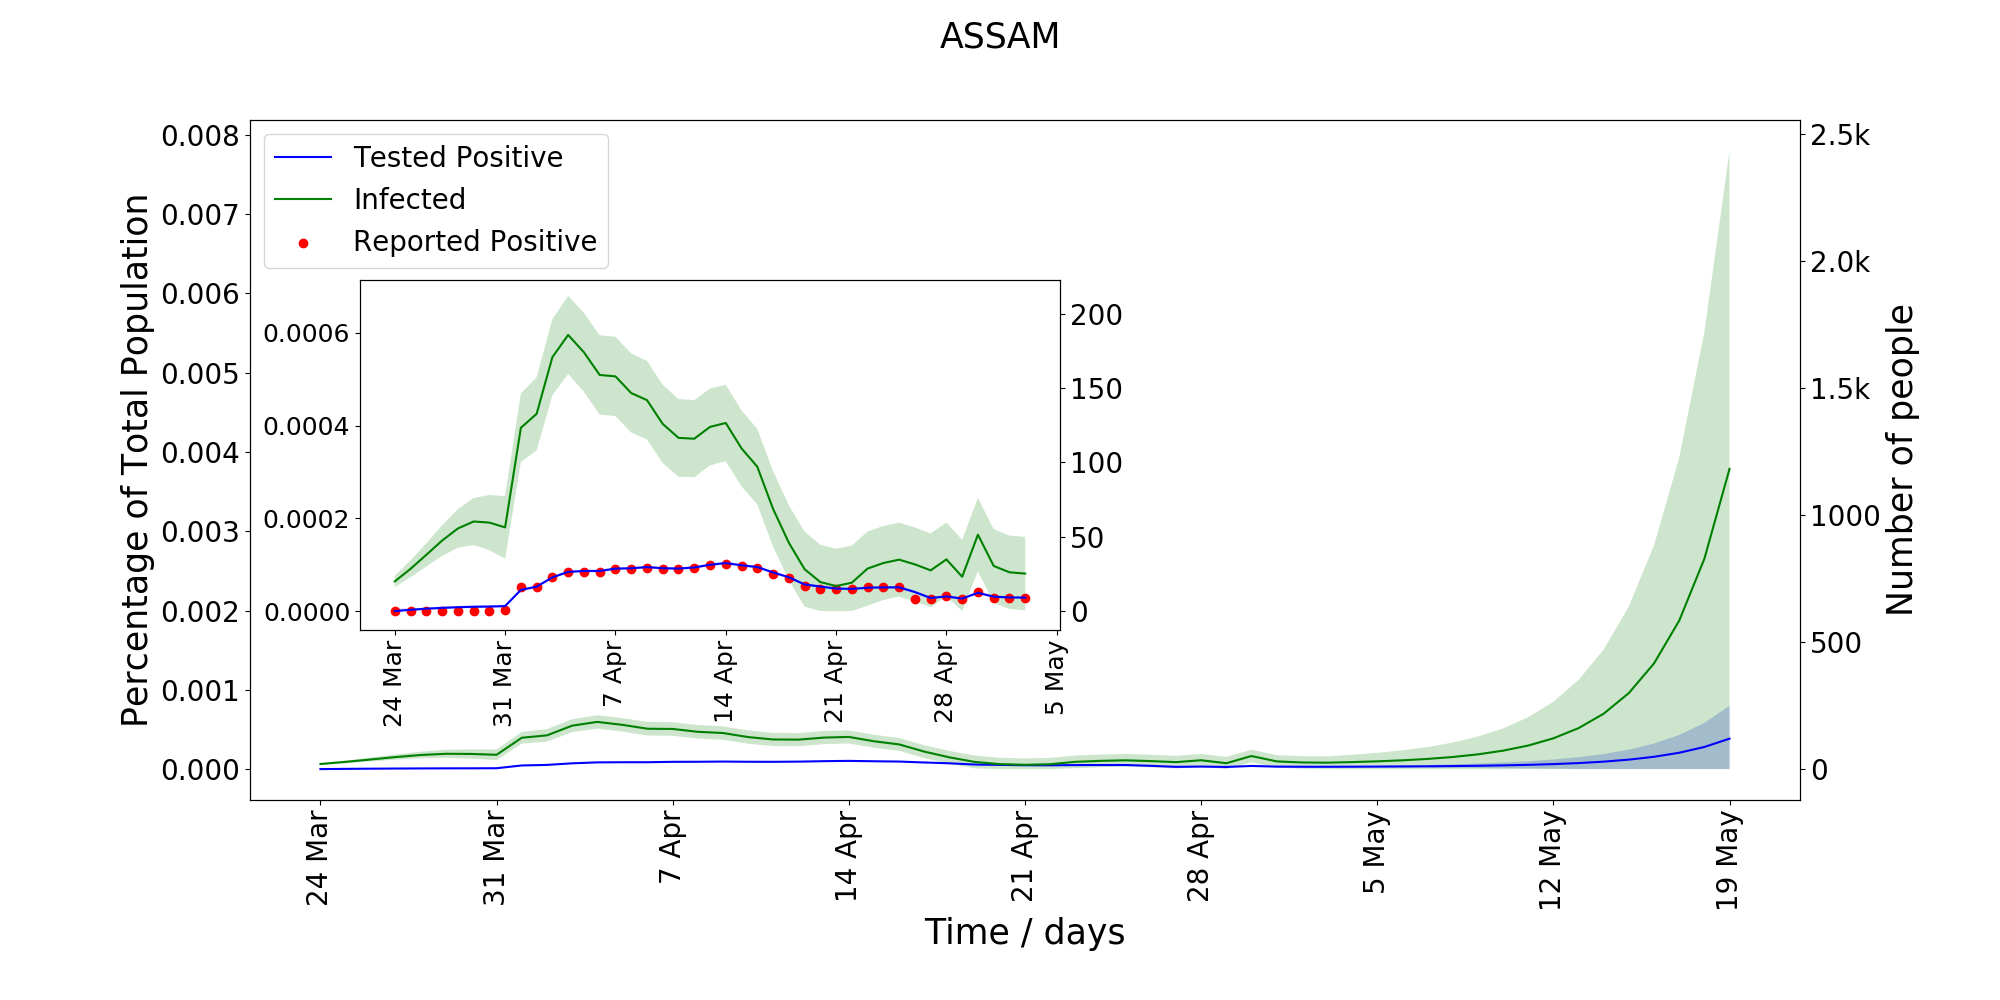 ASSAM
Tested Positive
Infected
Reported Positive
Percentage of Total Population
0.008
0.007
0.006
0.005
0.004
0.003
0.002
0.001
0.000
2.5k
2.0k
1.5k
1000
500
0
Number of people
0.0006
0.0004
0.0002
0.0000
200
150
100
50
0
24 Mar
31 Mar
7 Apr
14 Apr
21 Apr
28 Apr
5 May
24 Mar
31 Mar
7 Apr
14 Apr
21 Apr
28 Apr
5 May
12 May
19 May
Time / days